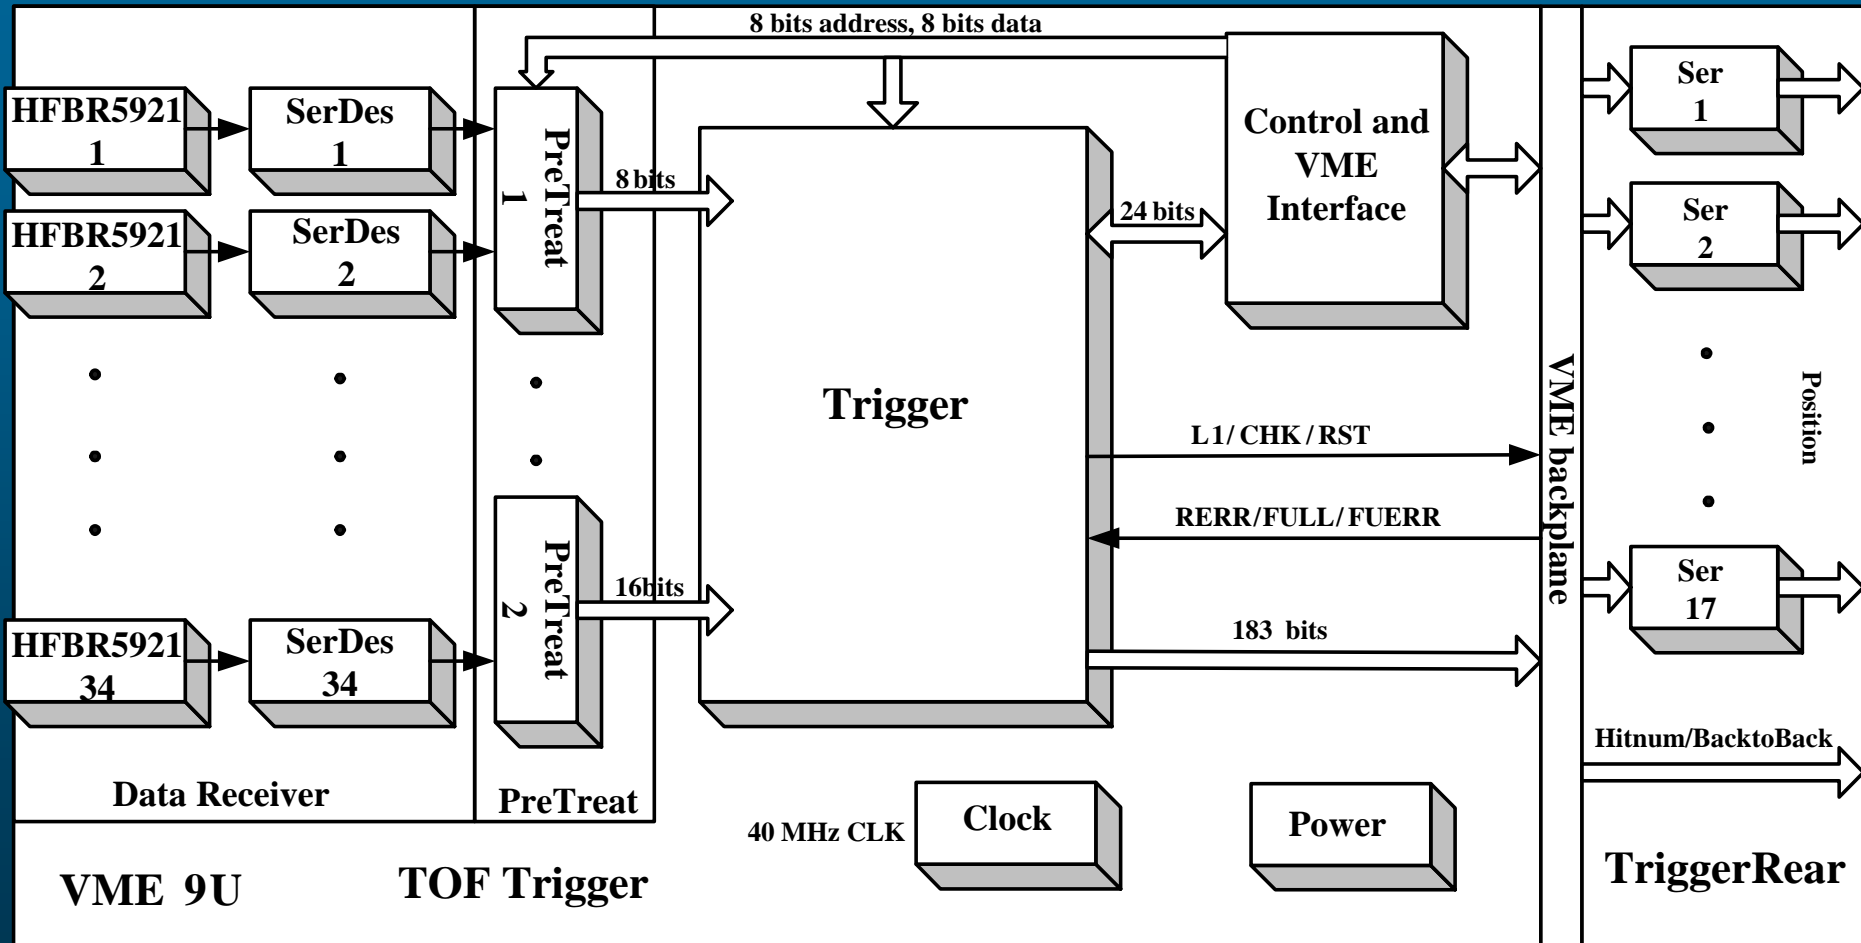 8 bits address, 8 bits data
HFBR5921
1
SerDes
1
PreTreat
1
8 bits
HFBR5921
2
SerDes
2
Trigger
24 bits
Control and
VME
Interface
L1/ CHK / RST
RERR/FULL/ FUERR
183 bits
PreTreat
2
16bits
HFBR5921
34
SerDes
34
Data Receiver
PreTreat
40 MHz CLK
Clock
Power
VME 9U
TOF Trigger
VME backplane
Ser
1
Ser
2
Position
Ser
17
Hitnum/BacktoBack
TriggerRear